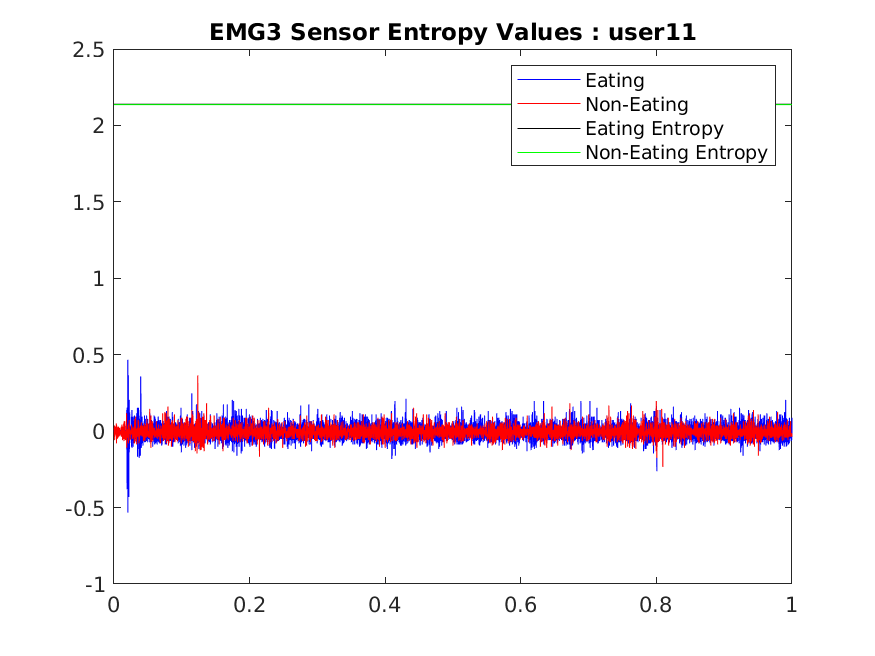 EMG3 Sensor Entropy Values : user11
2.5
2
1.5
1
0.5
0
-0.5
-1
0 0.2 0.4 0.6 0.8 1
Eating
Non-Eating
Eating Entropy
Non-Eating Entropy